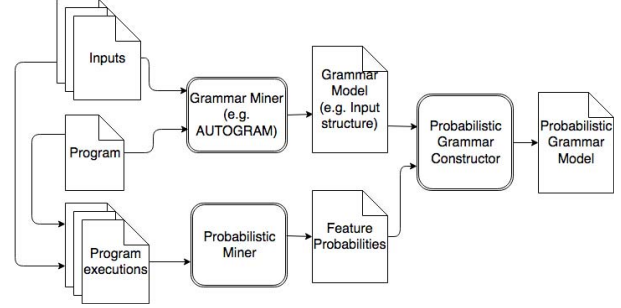 Inputs
Grammar Miner
(e.g.
AUTOGRAM)
Grammar
Model
(e.g. Input
structure)
Program
Probabilistic
Grammar
Constructor
Probabilistic
Grammar
Model
Program
executions
Probabilistic
Miner
Feature
Probabilities